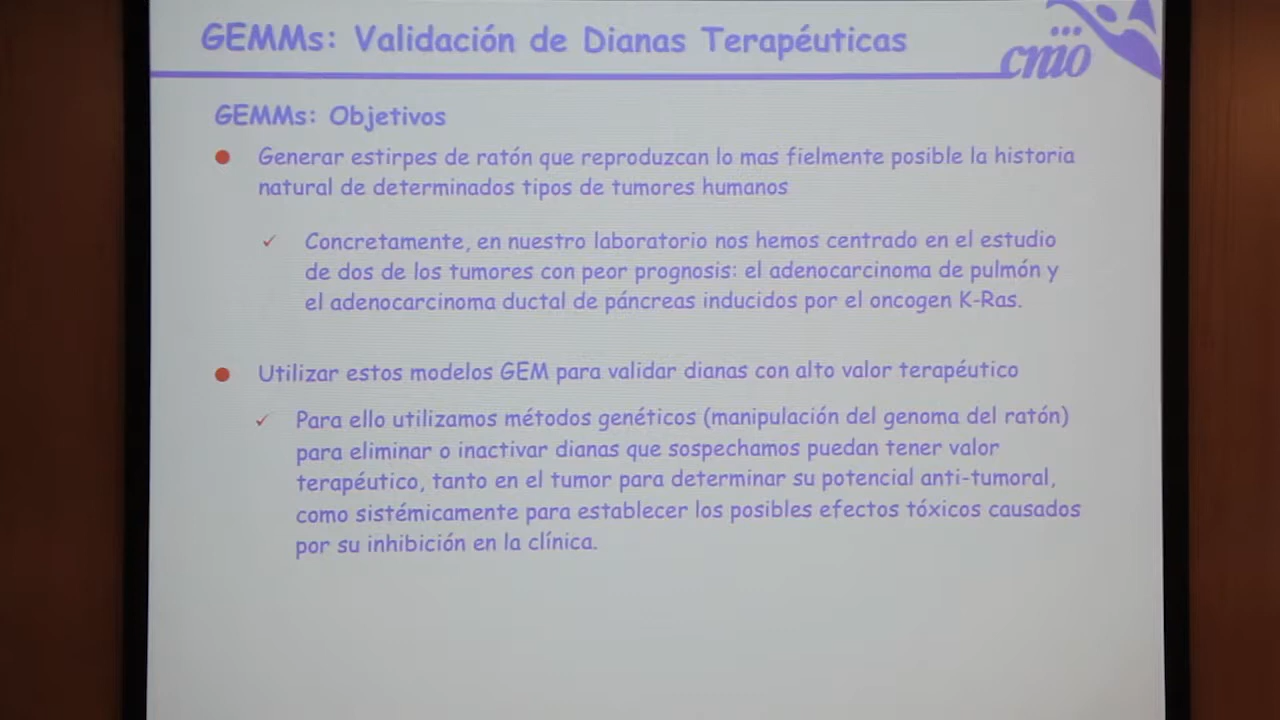 GEMMs: Validación de Dianas Terapéuticas
cnio
GEMMs: Objetivos
Generar estirpes de ratón que reproduzcan lo mas fielmente posible la historia
natural de determinados tipos de tumores humanos
Concretamente, en nuestro laboratorio nos hemos centrado en el estudio
de dos de los tumores con peor prognosis: el adenocarcinoma de pulmón y
el adenocarcinoma ductal de páncreas inducidos por el oncogen K-Ras.
Utilizar estos modelos GEM para validar dianas con alto valor terapéutico
Para ello utilizamos métodos genéticos (manipulación del genoma del ratón)
para eliminar o inactivar dianas que sospechamos puedan tener valor
terapéutico, tanto en el tumor para determinar su potencial anti-tumoral,
como sistémicamente para establecer los posibles efectos tóxicos causados
por su inhibición en la clínica.